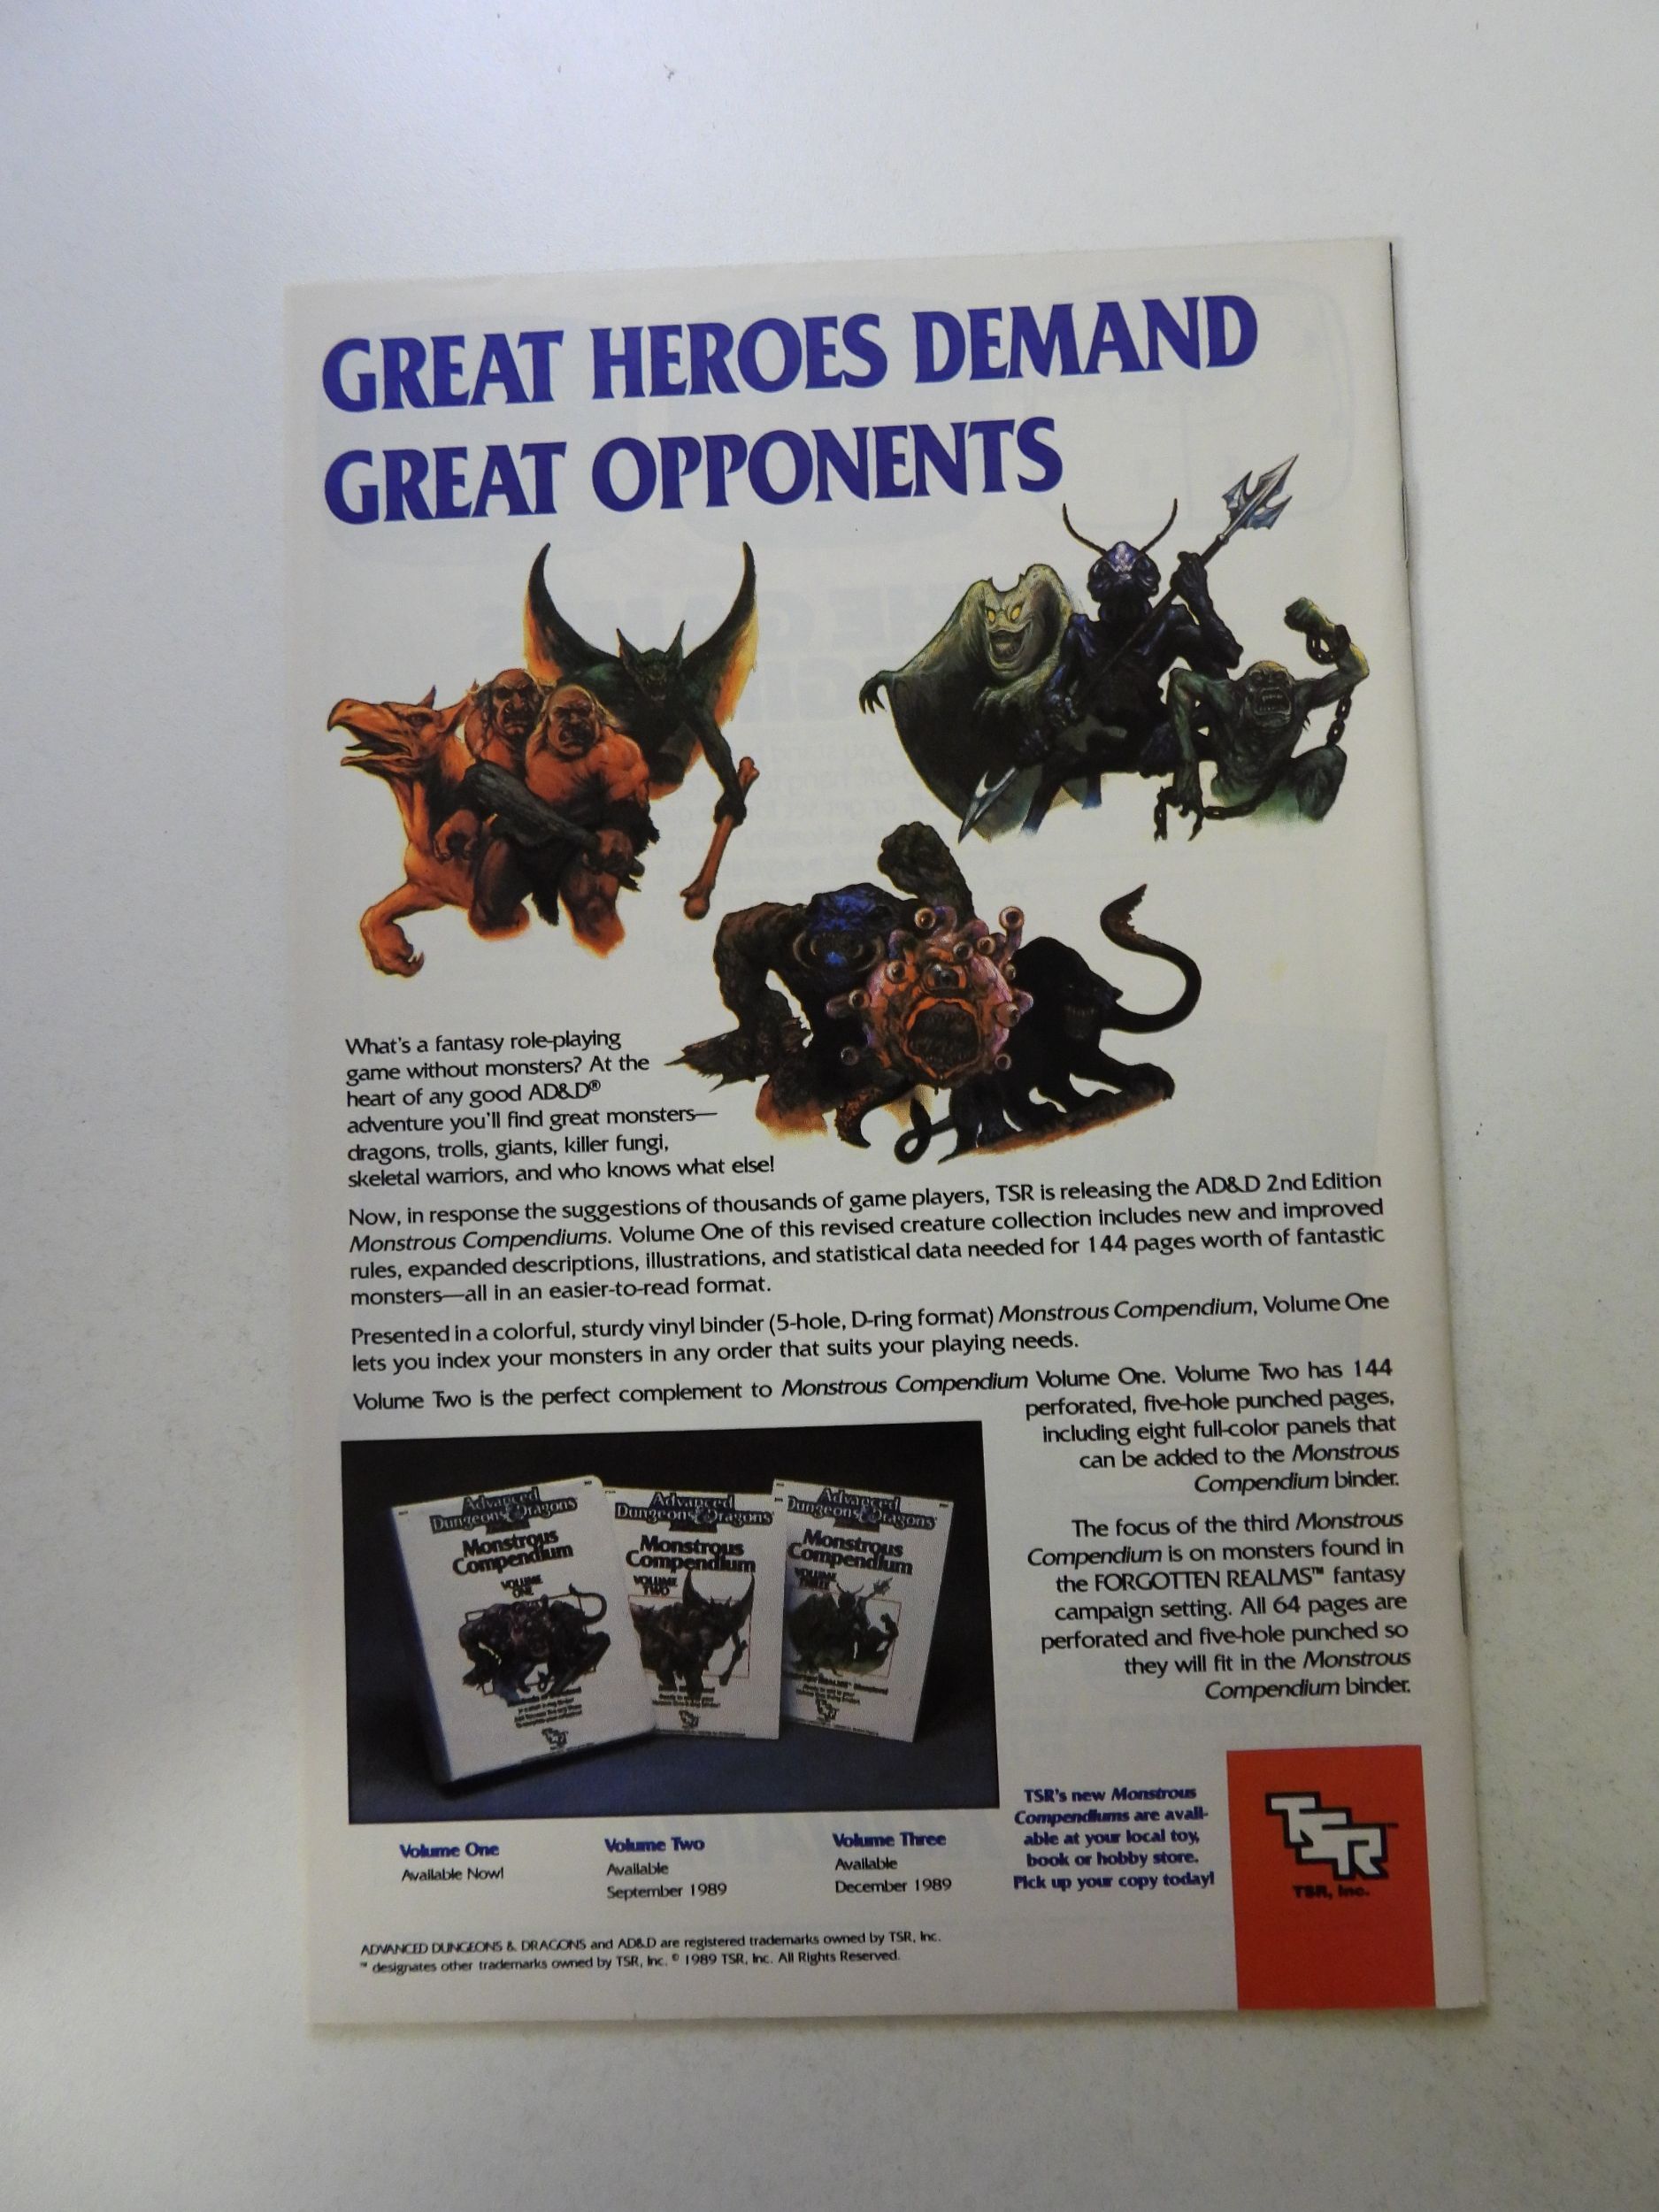 GREAT HEROES DEMAND
GREAT OPPONENTS
What's a fantasy role-playing
game without monsters? At the
heart of any good AD&D®
adventure you'll find great monsters—
dragons, trolls, giants, killer fungi,
skeletal warriors, and who knows what else!
Now, in response the suggestions of thousands of game players, TSR is releasing the AD&D 2nd Edition
Monstrous Compendiums. Volume One of this revised creature collection includes new and improved
rules, expanded descriptions, illustrations, and statistical data needed for 144 pages worth of fantastic
monsters—all in an easier-to-read format.
Presented in a colorful, sturdy vinyl binder (5-hole, D-ring format) Monstrous Compendium, Volume One
lets you index your monsters in any order that suits your playing needs.
Volume Two is the perfect complement to Monstrous Compendium Volume One. Volume Two has 144
perforated, five-hole punched pages,
including eight full-color panels that
can be added to the Monstrous
Compendium binder.
The focus of the third Monstrous
Compendium is on monsters found in
the FORGOTTEN REALMS™ fantasy
campaign setting. All 64 pages are
perforated and five-hole punched so
they will fit in the Monstrous
Compendium binder.
Advanced
Dungeons & Dragons
Monstrous
Compendium
VOLUME
ONE
TSR
Advanced
Dungeons & Dragons
Monstrous
Compendium
VOLUME
TWO
TSR
Advanced
Dungeons & Dragons
Monstrous
Compendium
VOLUME
THREE
TSR
Volume One
Available Now!
Volume Two
Available
September 1989
Volume Three
Available
December 1989
TSR's new Monstrous
Compendiums are avail-
able at your local toy,
book or hobby store.
Pick up your copy today!
TSR™
TSR, Inc.
ADVANCED DUNGEONS & DRAGONS and AD&D are registered trademarks owned by TSR, Inc.
™ designates other trademarks owned by TSR, Inc. © 1989 TSR, Inc. All Rights Reserved.